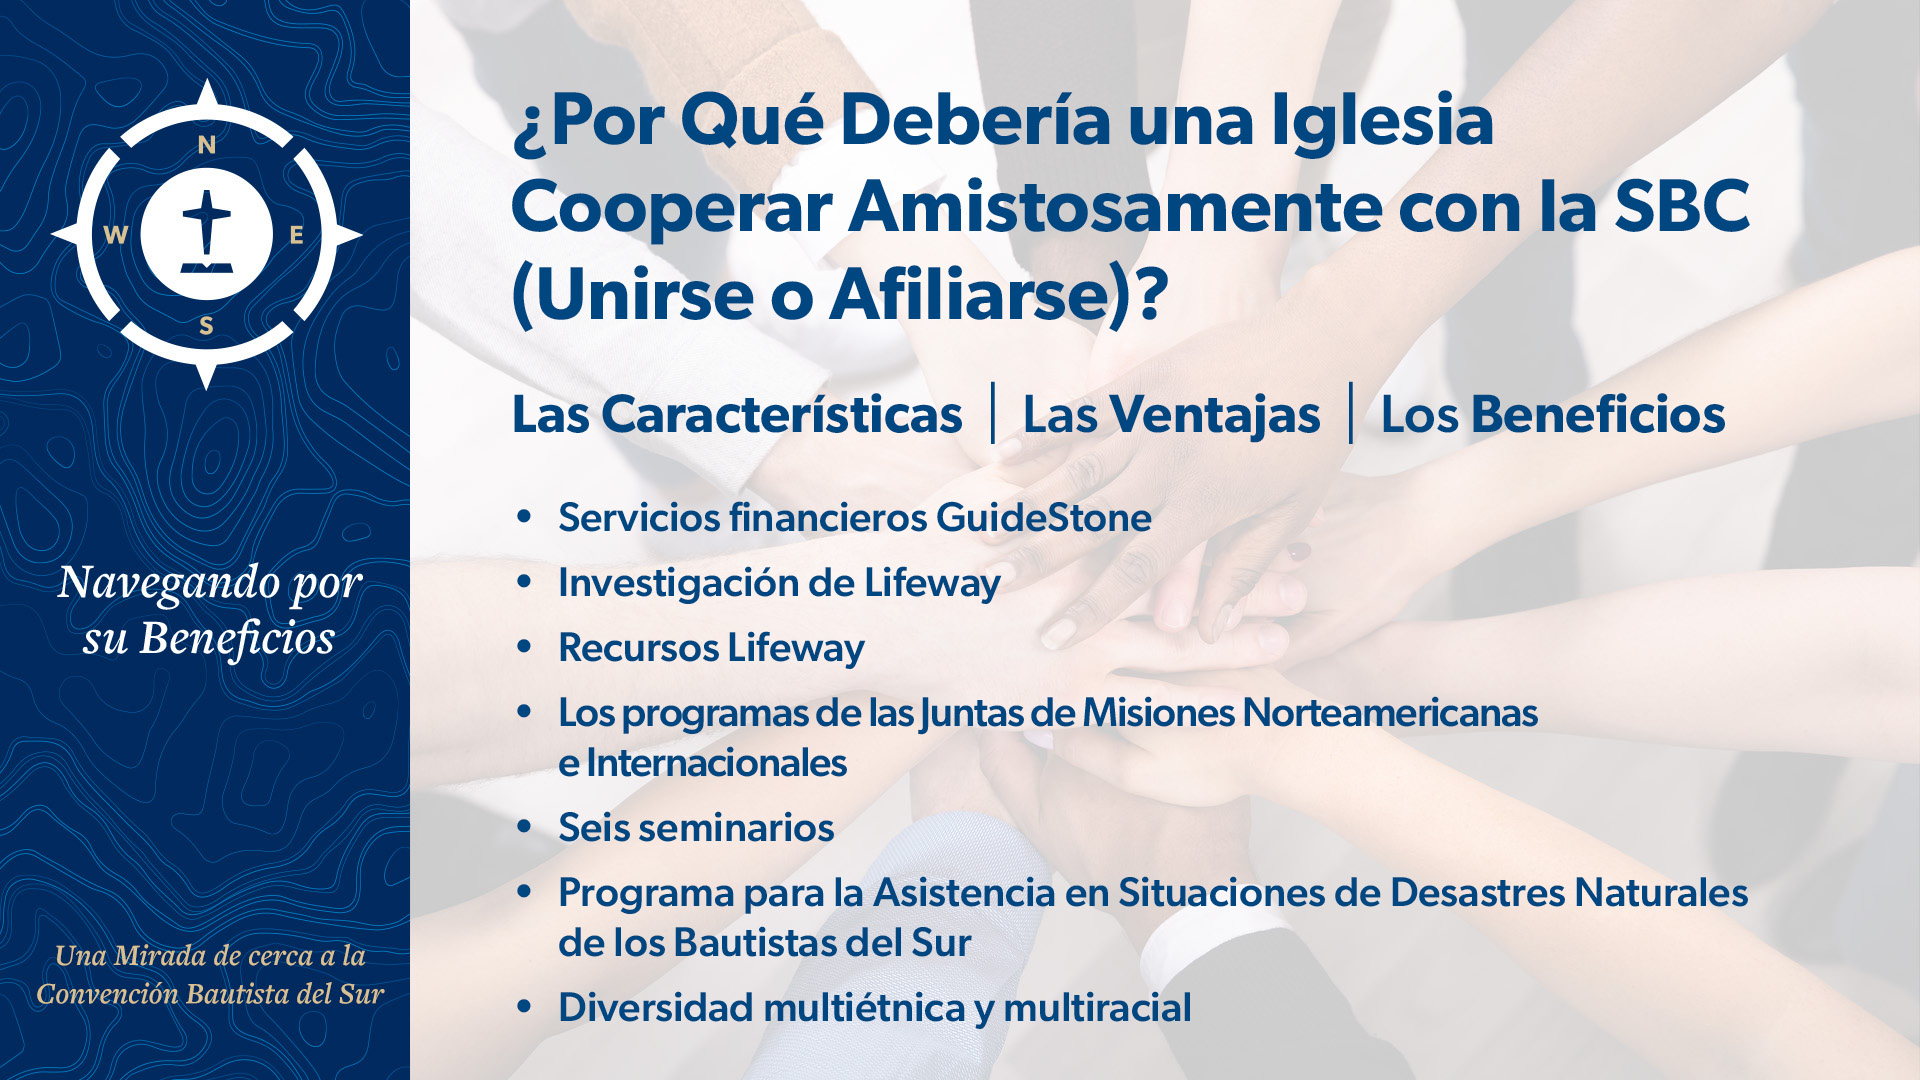 N
W
E
S
Navegando por
su Beneficios
Una Mirada de cerca a la
Convención Bautista del Sur
¿Por Qué Debería una Iglesia
Cooperar Amistosamente con la SBC
(Unirse o Afiliarse)?
Las Características | Las Ventajas | Los Beneficios
• Servicios financieros GuideStone
• Investigación de Lifeway
• Recursos Lifeway
• Los programas de las Juntas de Misiones Norteamericanas
e Internacionales
• Seis seminarios
• Programa para la Asistencia en Situaciones de Desastres Naturales
de los Bautistas del Sur
• Diversidad multiétnica y multiracial